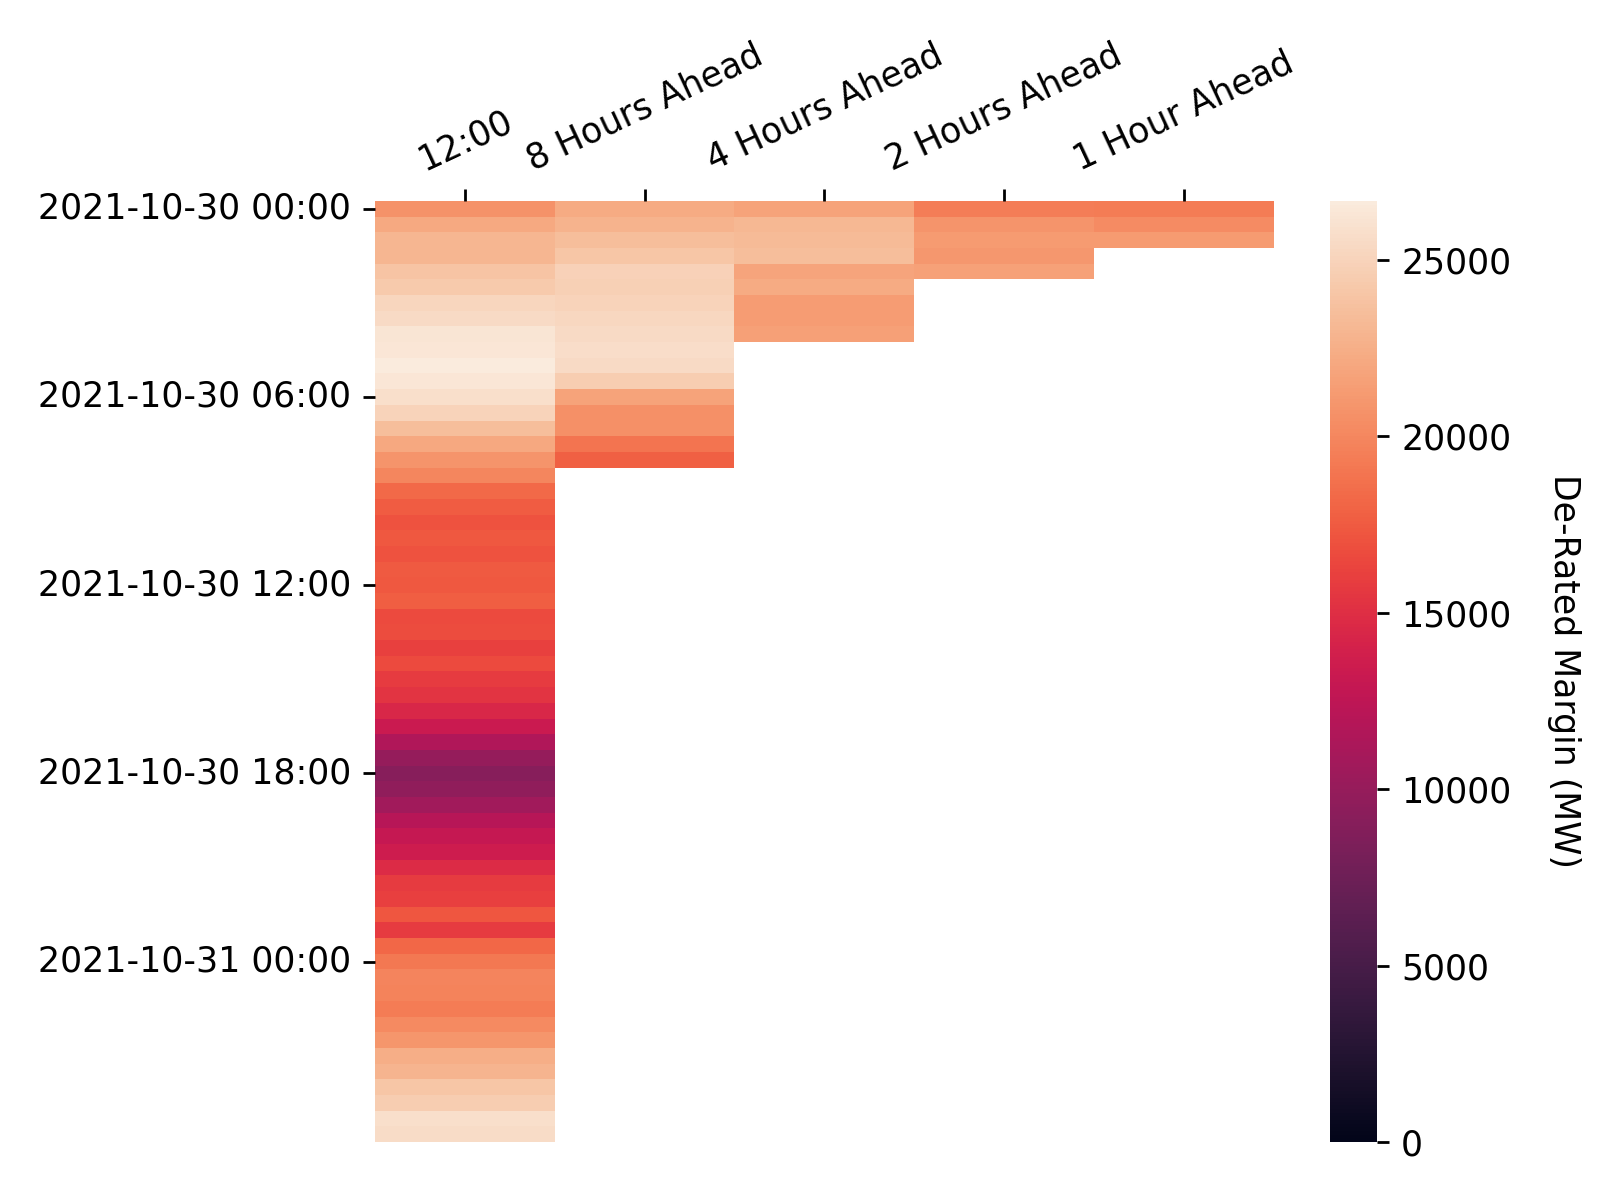 12:00
8 Hours Ahead
4 Hours Ahead
2 Hours Ahead
1 Hour Ahead
2021-10-30 00:00
2021-10-30 06:00
2021-10-30 12:00
2021-10-30 18:00
2021-10-31 00:00
25000
20000
15000
10000
5000
0
De-Rated Margin (MW)